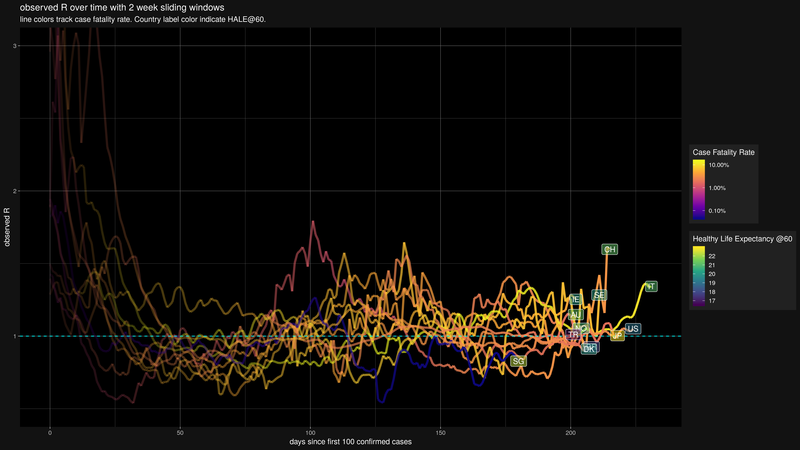 observed R over time with 2 week sliding windows
line colors track case fatality rate. Country label color indicate HALE@60.
3
2
1
observed R
0
50
100
150
200
days since first 100 confirmed cases
CH
IT
SE
US
TR
DK
SG
Case Fatality Rate
10.00%
1.00%
0.10%
Healthy Life Expectancy @60
22
21
20
19
18
17